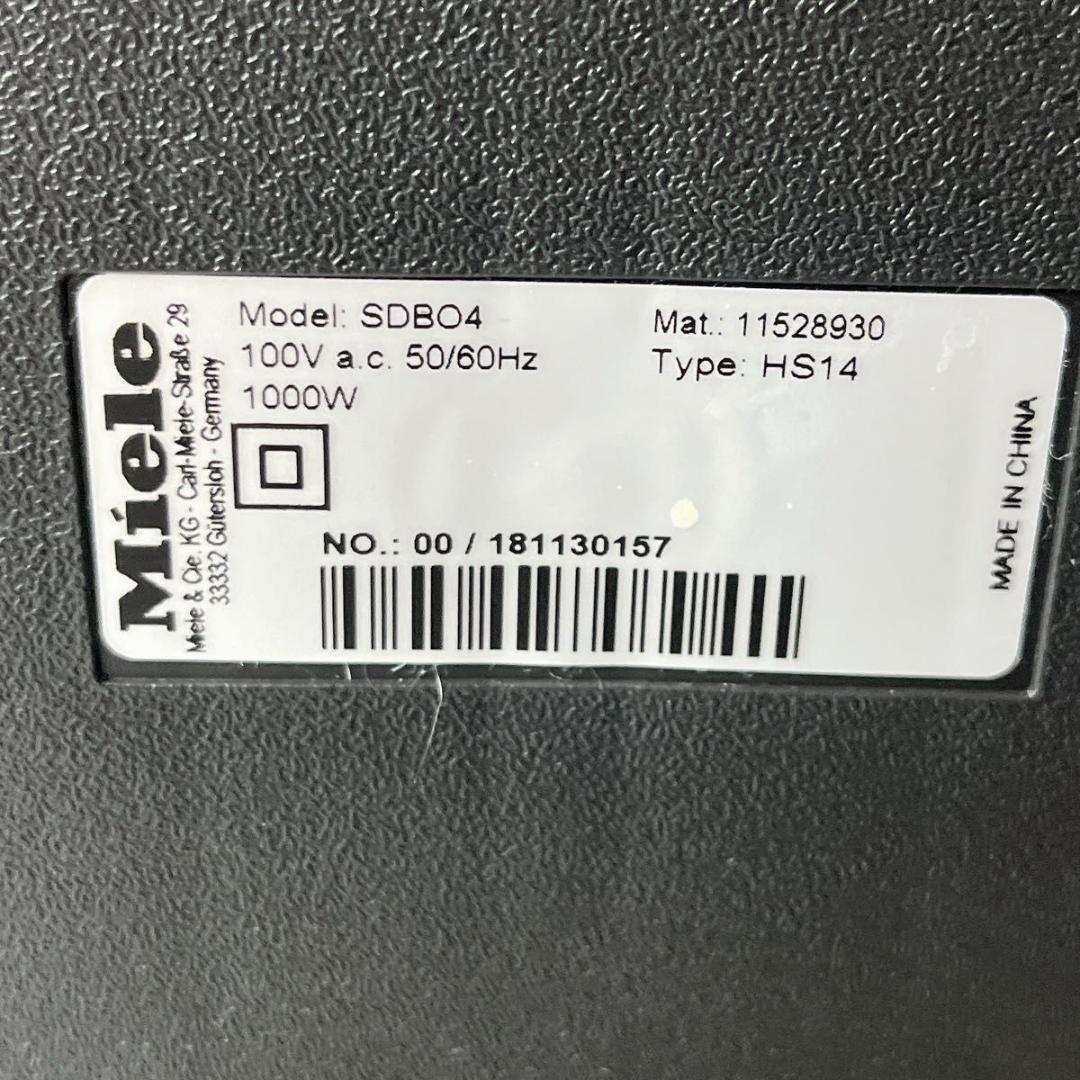 Miele
Miele & Cie. KG - Carl-Miele-Straße 29
33332 Gütersloh - Germany
Model: SDBO4
100V a.c. 50/60Hz
1000W
Mat.: 11528930
Type: HS14
NO.: 00 / 181130157
MADE IN CHINA